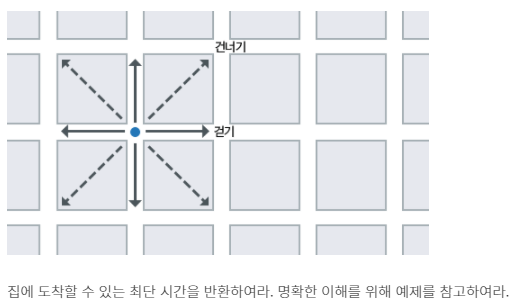 건너기
걷기
집에 도착할 수 있는 최단 시간을 반환하여라. 명확한 이해를 위해 예제를 참고하여라.